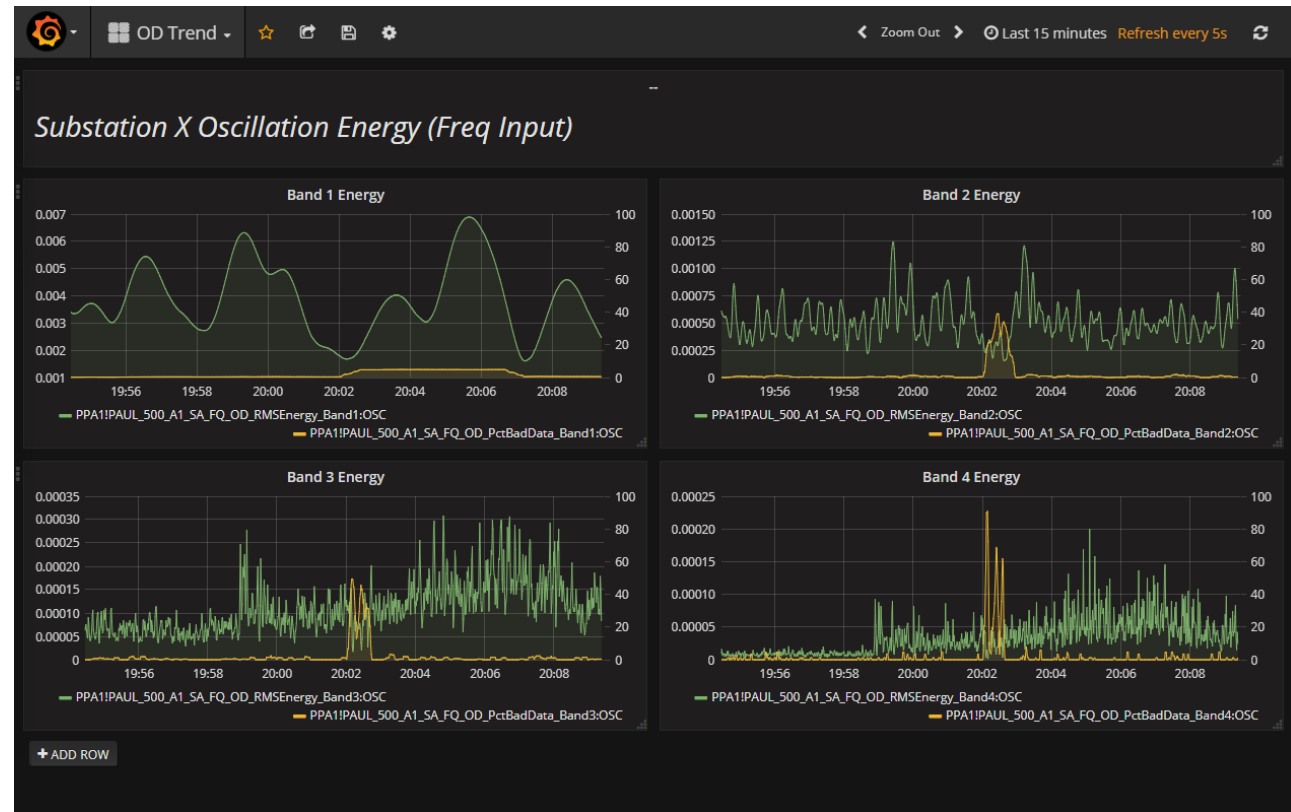 OD Trend
Zoom Out Last 15 minutes Refresh every 5s
--
Substation X Oscillation Energy (Freq Input)
Band 1 Energy
0.007
0.006
0.005
0.004
0.003
0.002
0.001
100
80
60
40
20
0
19:56 19:58 20:00 20:02 20:04 20:06 20:08
PPA1!PAUL_500_A1_SA_FQ_OD_RMSEnergy_Band1:OSC
PPA1!PAUL_500_A1_SA_FQ_OD_PctBadData_Band1:OSC
Band 2 Energy
0.00150
0.00125
0.00100
0.00075
0.00050
0.00025
0
100
80
60
40
20
0
19:56 19:58 20:00 20:02 20:04 20:06 20:08
PPA1!PAUL_500_A1_SA_FQ_OD_RMSEnergy_Band2:OSC
PPA1!PAUL_500_A1_SA_FQ_OD_PctBadData_Band2:OSC
Band 3 Energy
0.00035
0.00030
0.00025
0.00020
0.00015
0.00010
0.00005
0
100
80
60
40
20
0
19:56 19:58 20:00 20:02 20:04 20:06 20:08
PPA1!PAUL_500_A1_SA_FQ_OD_RMSEnergy_Band3:OSC
PPA1!PAUL_500_A1_SA_FQ_OD_PctBadData_Band3:OSC
Band 4 Energy
0.00025
0.00020
0.00015
0.00010
0.00005
0
100
80
60
40
20
0
19:56 19:58 20:00 20:02 20:04 20:06 20:08
PPA1!PAUL_500_A1_SA_FQ_OD_RMSEnergy_Band4:OSC
PPA1!PAUL_500_A1_SA_FQ_OD_PctBadData_Band4:OSC
+ ADD ROW